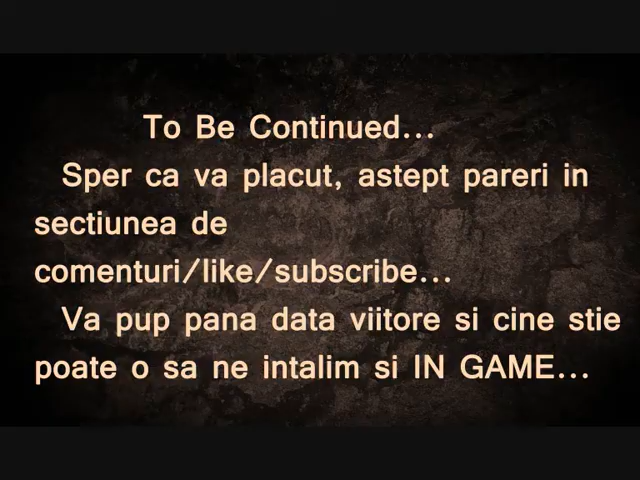 To Be Continued...
Sper ca va placut, astept pareri in
sectiunea de
comenturi/like/subscribe...
Va pup pana data viitore si cine stie
poate o sa ne intalim si IN GAME...